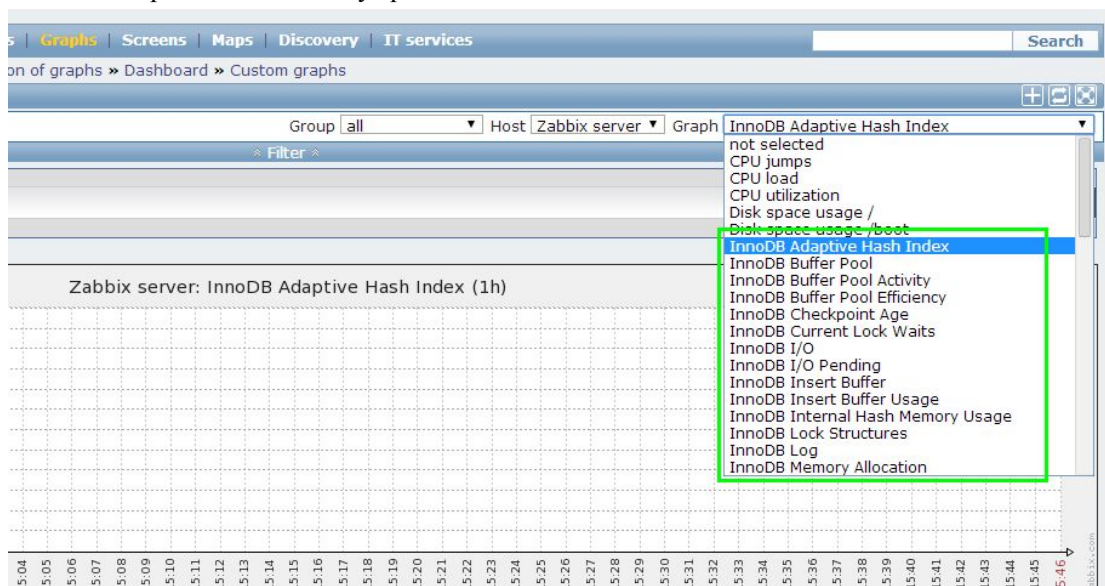 s | Graphs | Screens | Maps | Discovery | IT services Search
on of graphs » Dashboard » Custom graphs
Group all Host Zabbix server Graph InnoDB Adaptive Hash Index
Filter
not selected
CPU jumps
CPU load
CPU utilization
Disk space usage /
Disk space usage /boot
InnoDB Adaptive Hash Index
InnoDB Buffer Pool
InnoDB Buffer Pool Activity
InnoDB Buffer Pool Efficiency
InnoDB Checkpoint Age
InnoDB Current Lock Waits
InnoDB I/O
InnoDB I/O Pending
InnoDB Insert Buffer
InnoDB Insert Buffer Usage
InnoDB Internal Hash Memory Usage
InnoDB Lock Structures
InnoDB Log
InnoDB Memory Allocation
Zabbix server: InnoDB Adaptive Hash Index (1h)
5:04 5:05 5:06 5:07 5:08 5:09 5:10 5:11 5:12 5:13 5:14 5:15 5:16 5:17 5:18 5:19 5:20 5:21 5:22 5:23 5:24 5:25 5:26 5:27 5:28 5:29 5:30 5:31 5:32 5:33 5:34 5:35 5:36 5:37 5:38 5:39 5:40 5:41 5:42 5:43 5:44 5:45 5:46